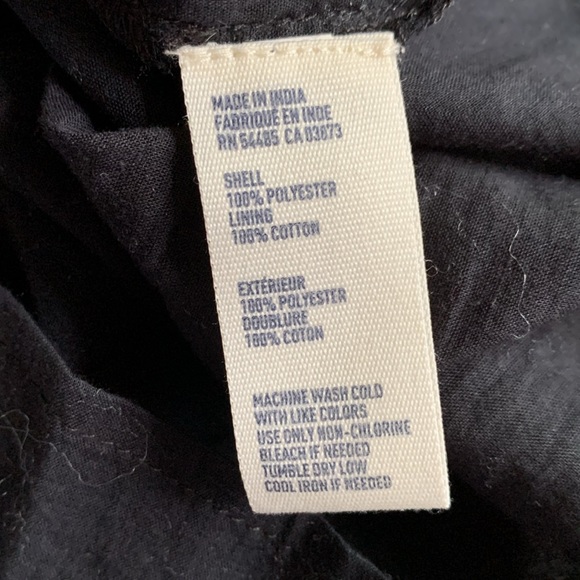 MADE IN INDIA
FABRIQUE EN INDE
RN 54485 CA 03873
SHELL
100% POLYESTER
LINING
100% COTTON
EXTÉRIEUR
100% POLYESTER
DOUBLURE
100% COTON
MACHINE WASH COLD
WITH LIKE COLORS
USE ONLY NON-CHLORINE
BLEACH IF NEEDED
TUMBLE DRY LOW
COOL IRON IF NEEDED